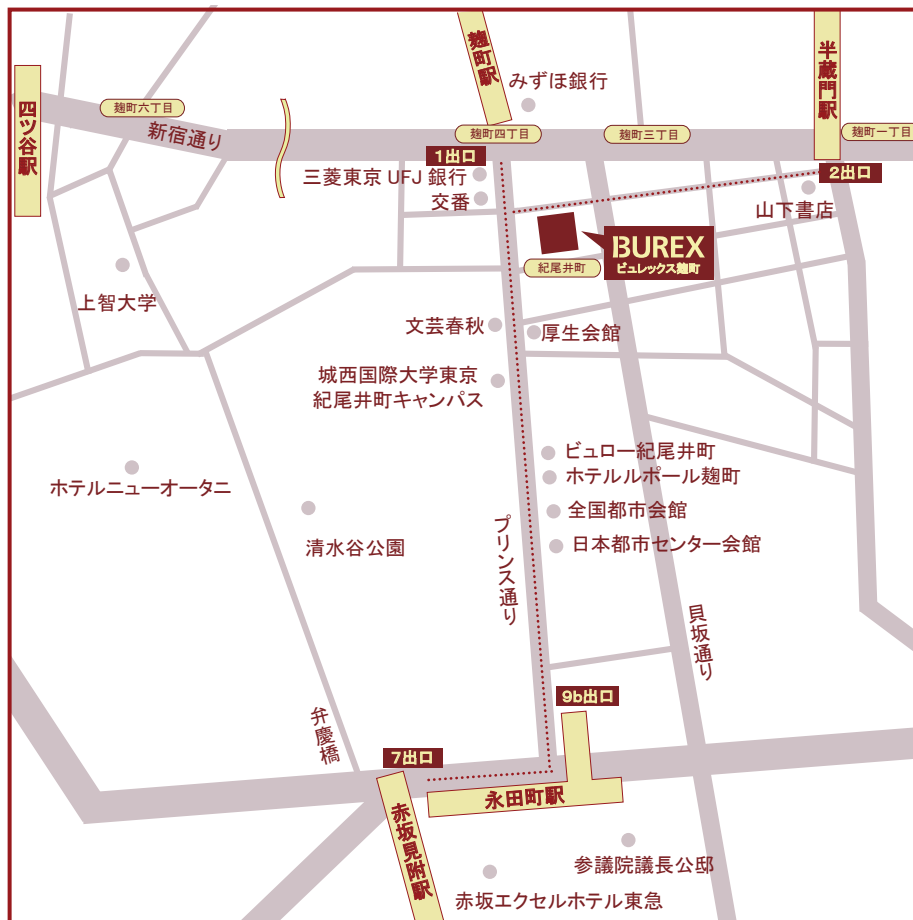 麹町駅
半蔵門駅
みずほ銀行
四ツ谷駅
麹町六丁目
新宿通り
麹町四丁目
麹町三丁目
麹町一丁目
1出口
2出口
三菱東京UFJ銀行
交番
山下書店
BUREX
ビュレックス麹町
紀尾井町
上智大学
文芸春秋
厚生会館
城西国際大学東京
紀尾井町キャンパス
ビューロー紀尾井町
ホテルルポール麹町
ホテルニューオータニ
全国都市会館
プリンス通り
清水谷公園
日本都市センター会館
貝坂通り
9b出口
弁慶橋
7出口
永田町駅
赤坂見附駅
参議院議長公邸
赤坂エクセルホテル東急